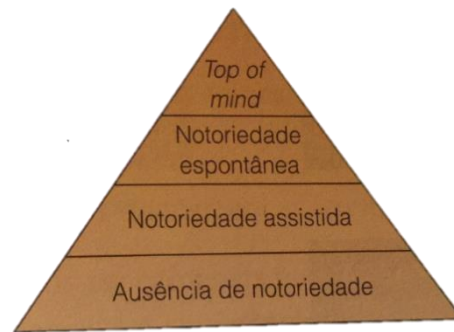 Top of
mind
Notoriedade
espontânea
Notoriedade assistida
Ausência de notoriedade